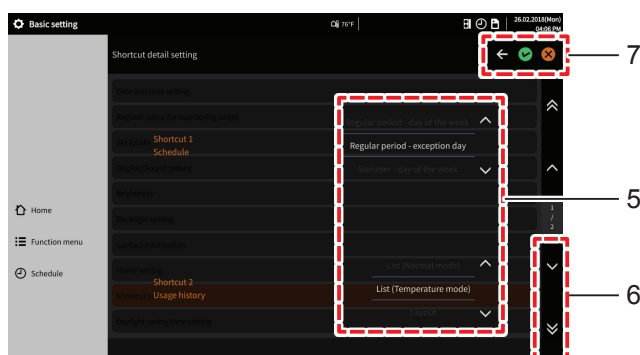 Basic setting
76°F
26.02.2018(Mon)
04:06 PM
Shortcut detail setting
7
Date and time setting
Register name for monitoring target
Regular period - day of the week
Shortcut 1
Schedule
Regular period - exception day
Display/Sound setting
Summer - day of the week
Brightness
5
Home
1
/
2
Backlight setting
Function menu
Contact information
Schedule
Home setting
List (Normal mode)
Shortcut 2
Usage history
List (Temperature mode)
6
Layout
Daylight saving time setting